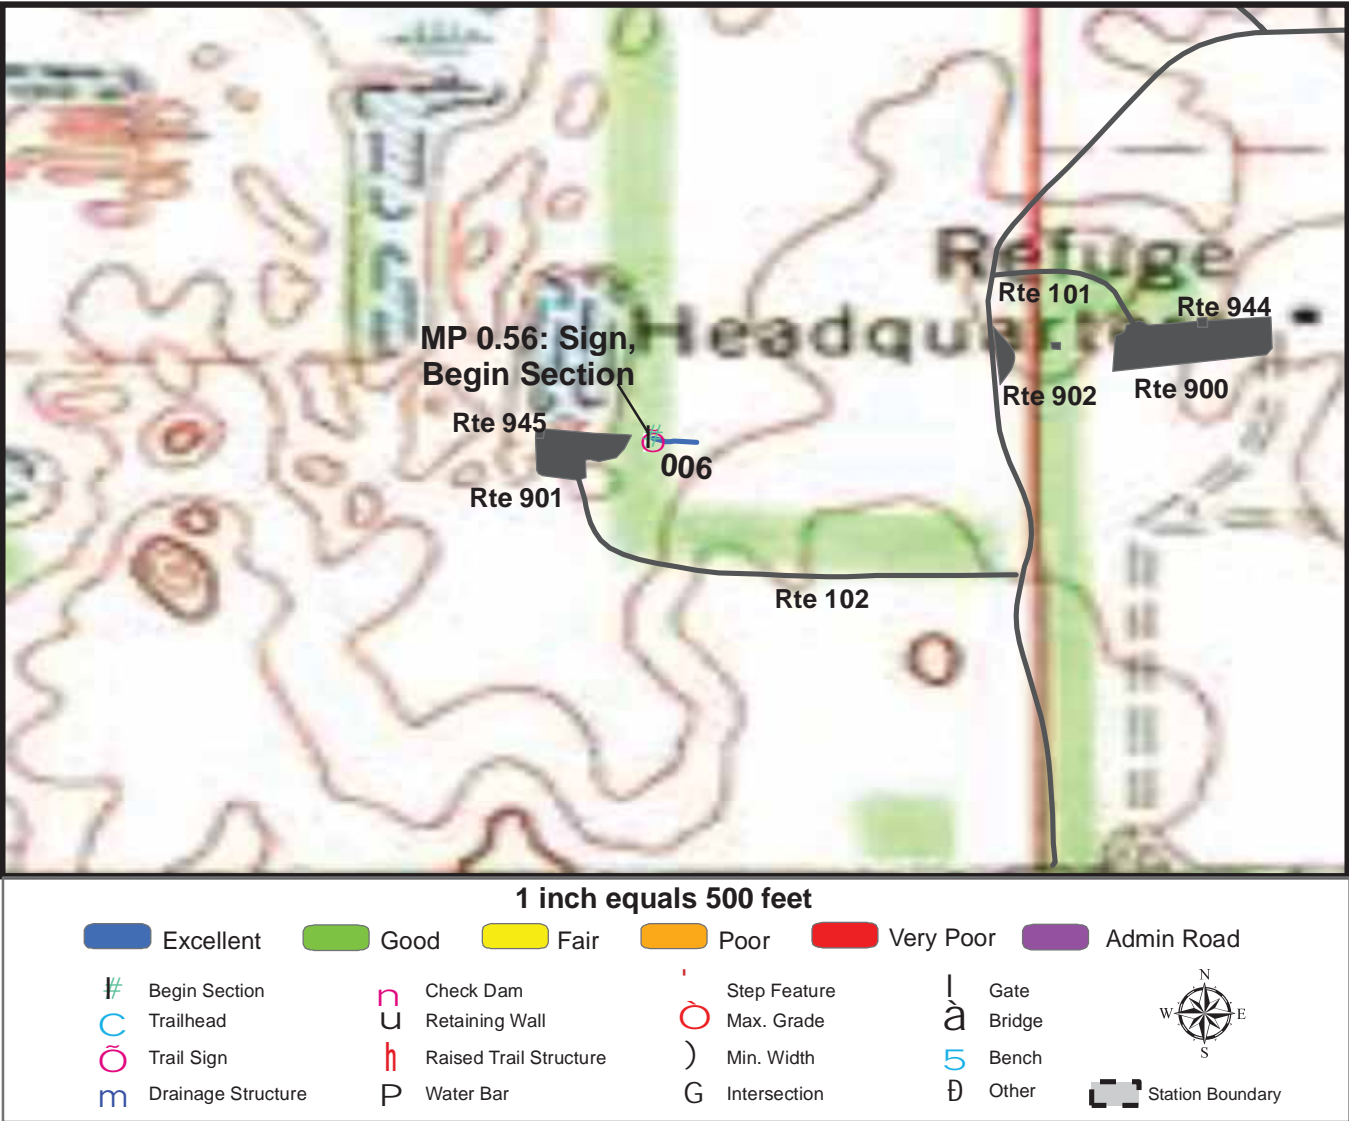 Refuge
Headquarte
Rte 101
Rte 944
MP 0.56: Sign,
Begin Section
Rte 902
Rte 900
Rte 945
006
Rte 901
Rte 102
1 inch equals 500 feet
Excellent
Good
Fair
Poor
Very Poor
Admin Road
Begin Section
n Check Dam
Step Feature
Gate
N
C Trailhead
u Retaining Wall
Ò Max. Grade
à Bridge
W E
Õ Trail Sign
h Raised Trail Structure
) Min. Width
5 Bench
S
m Drainage Structure
P Water Bar
G Intersection
Ð Other
Station Boundary